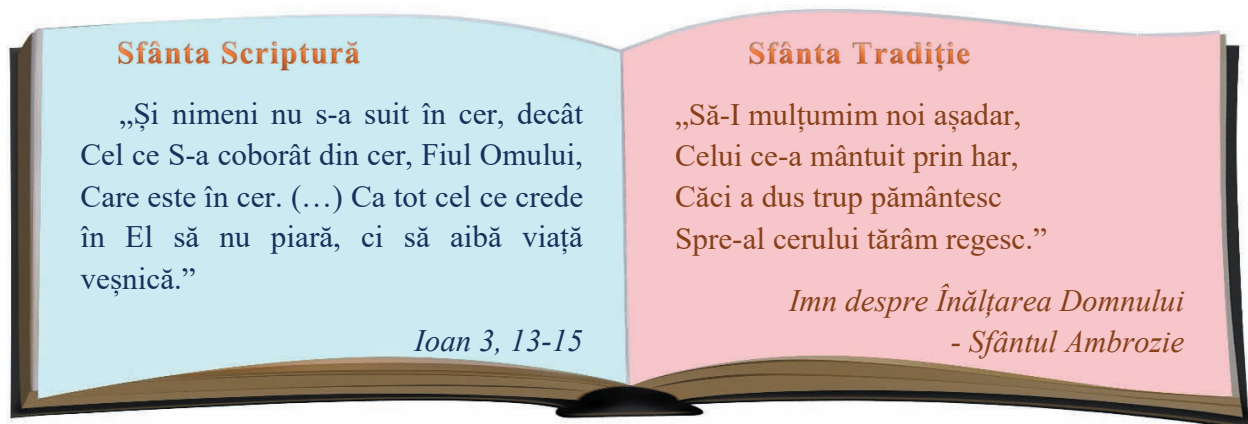 Sfânta Scriptură
„Și nimeni nu s-a suit în cer, decât
Cel ce S-a coborât din cer, Fiul Omului,
Care este în cer. (…) Ca tot cel ce crede
în El să nu piară, ci să aibă viață
veșnică.”
Ioan 3, 13-15
Sfânta Tradiție
„Să-I mulțumim noi așadar,
Celui ce-a mântuit prin har,
Căci a dus trup pământesc
Spre-al cerului tărâm regesc.”
Imn despre Înălțarea Domnului
- Sfântul Ambrozie